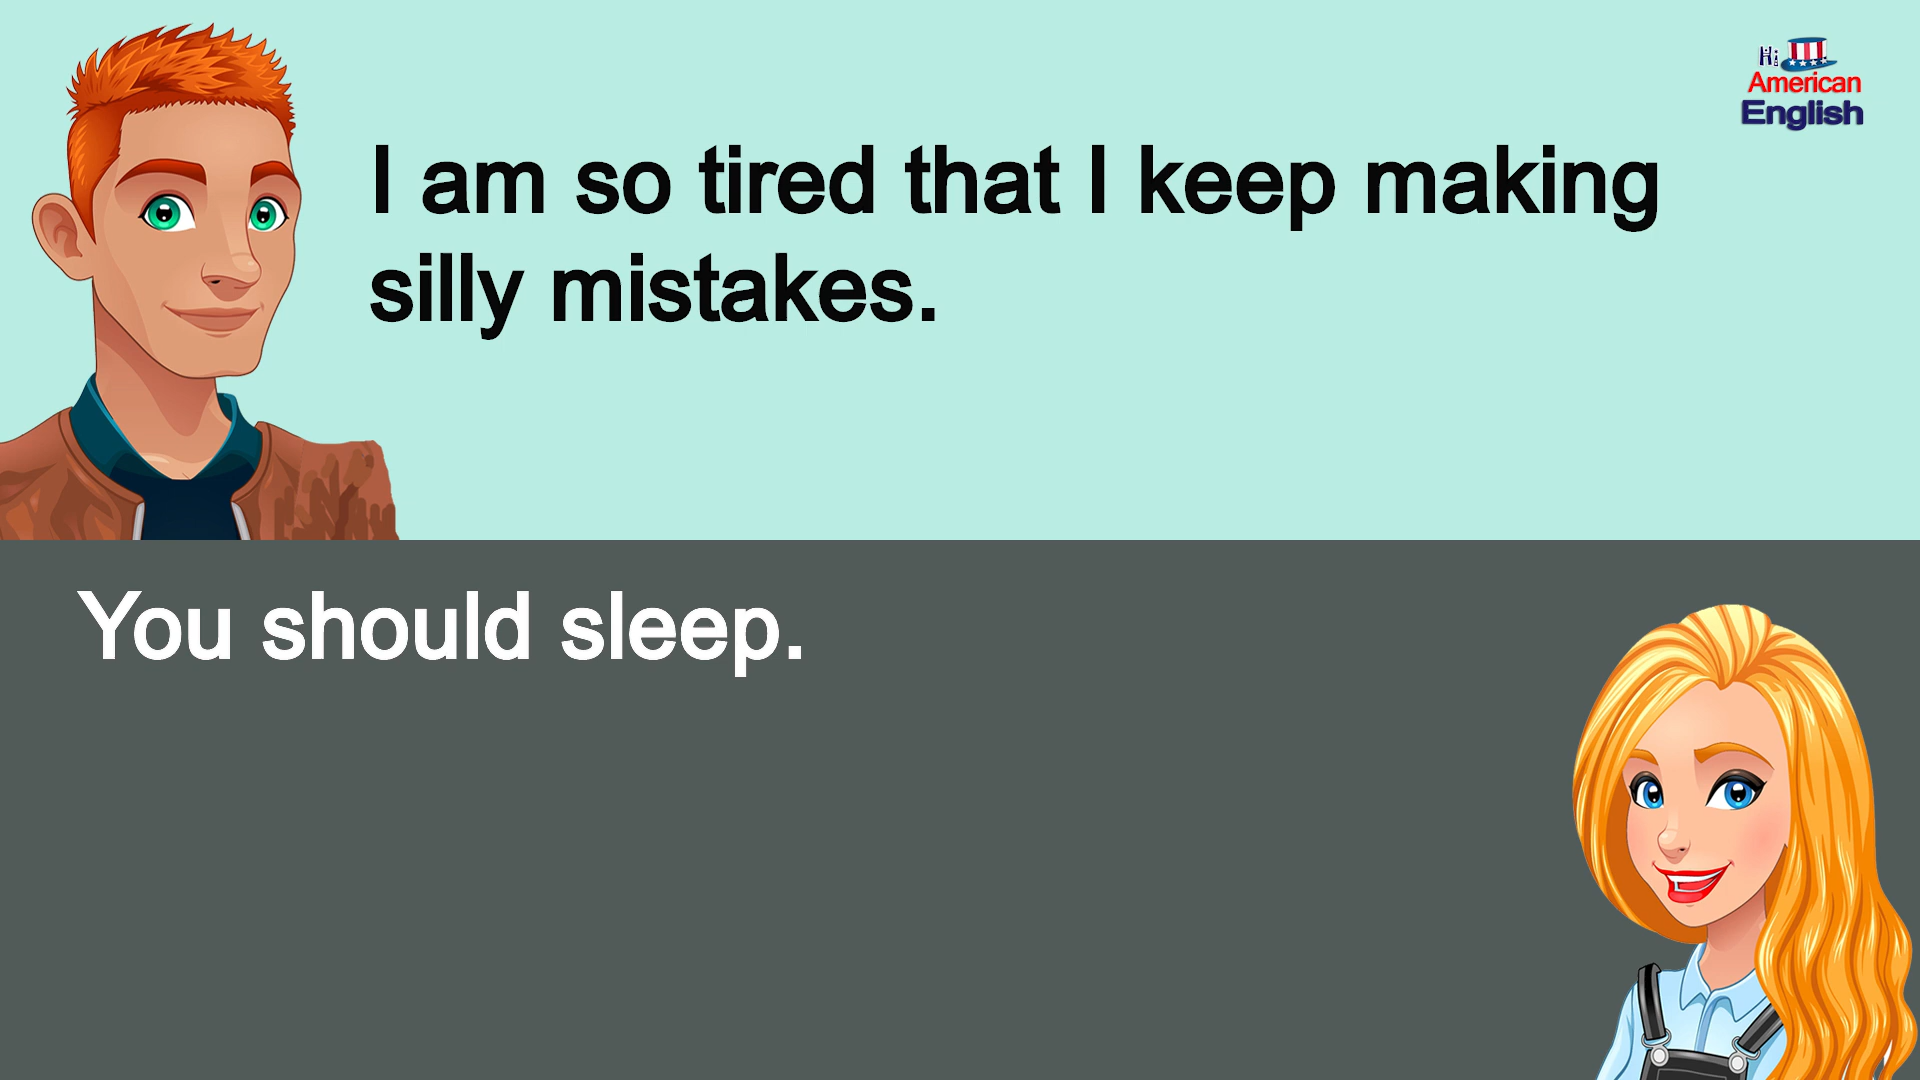 Hi
American
English
I am so tired that I keep making
silly mistakes.
You should sleep.